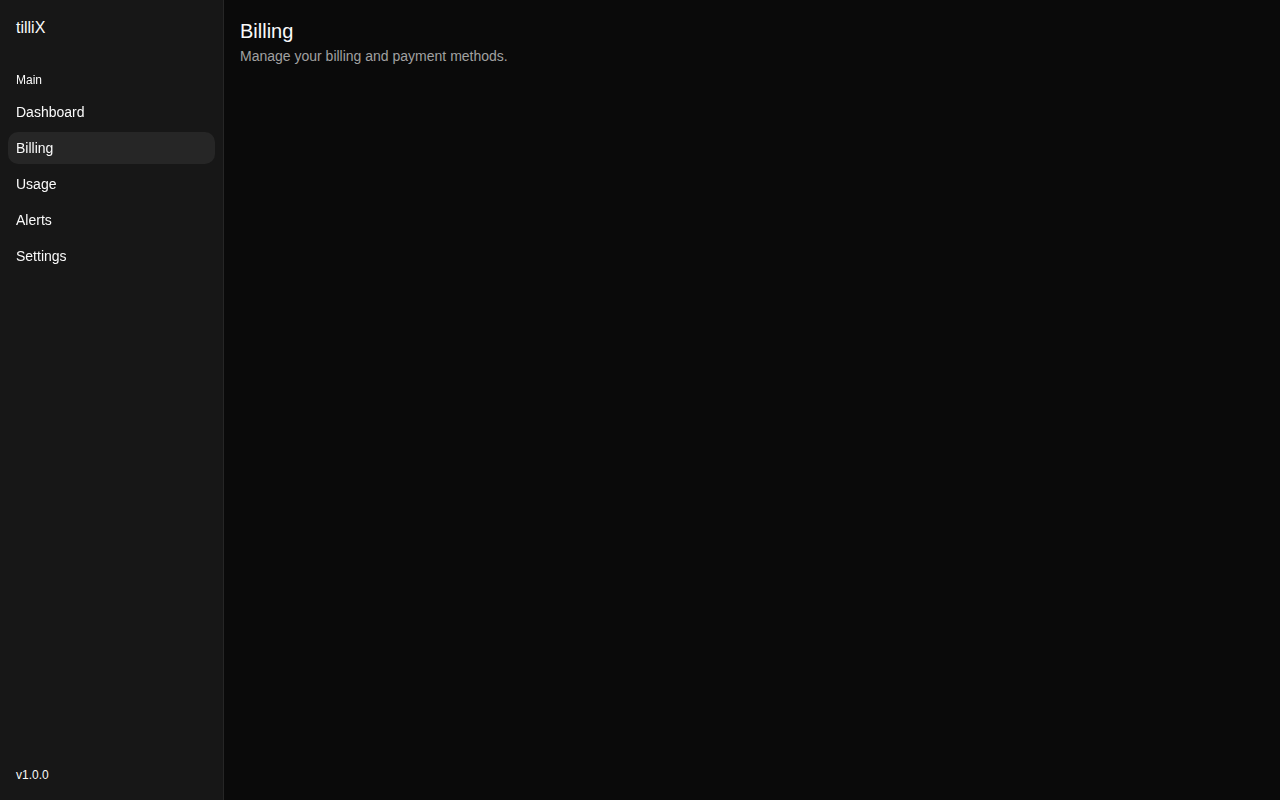 tilliX
Main
Dashboard
Billing
Usage
Alerts
Settings
v1.0.0
Billing
Manage your billing and payment methods.